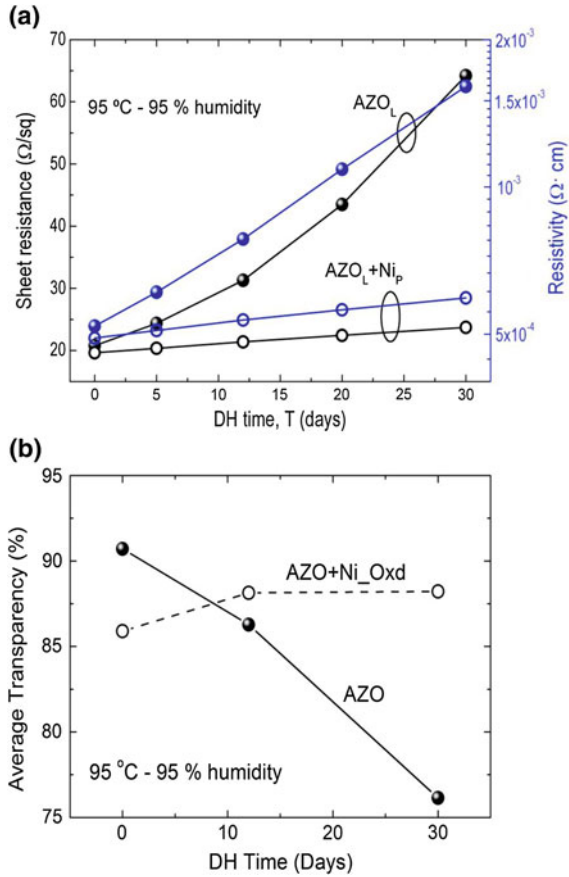 (a)
70
60
50
40
30
20
Sheet resistance (Ω/sq)
95 ºC - 95 % humidity
AZO_L
AZO_L+Ni_P
2x10⁻³
1.5x10⁻³
10⁻³
5x10⁻⁴
Resistivity (Ω· cm)
0 5 10 15 20 25 30
DH time, T (days)
(b)
95
90
85
80
75
Average Transparency (%)
AZO+Ni_Oxd
AZO
95 °C - 95 % humidity
0 10 20 30
DH Time (Days)